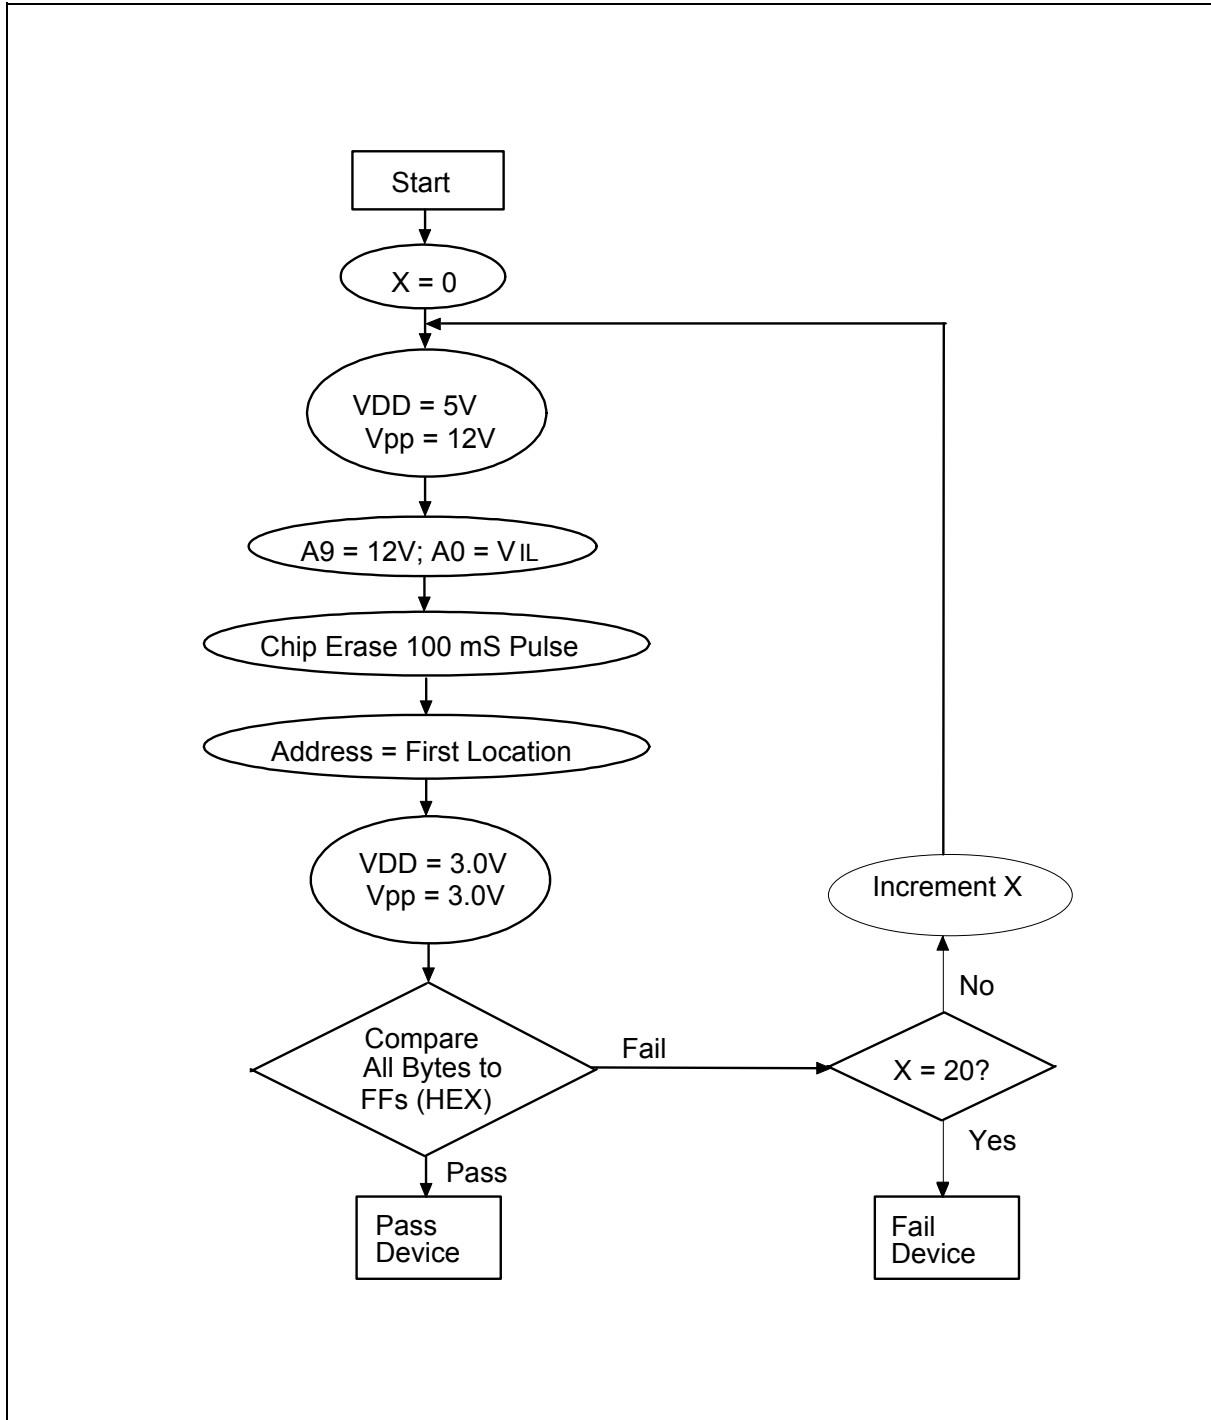 Start
X = 0
VDD = 5V
Vpp = 12V
A9 = 12V; A0 = VIL
Chip Erase 100 mS Pulse
Address = First Location
VDD = 3.0V
Vpp = 3.0V
Increment X
No
Compare
All Bytes to
FFs (HEX)
Fail
X = 20?
Yes
Pass
Pass
Device
Fail
Device